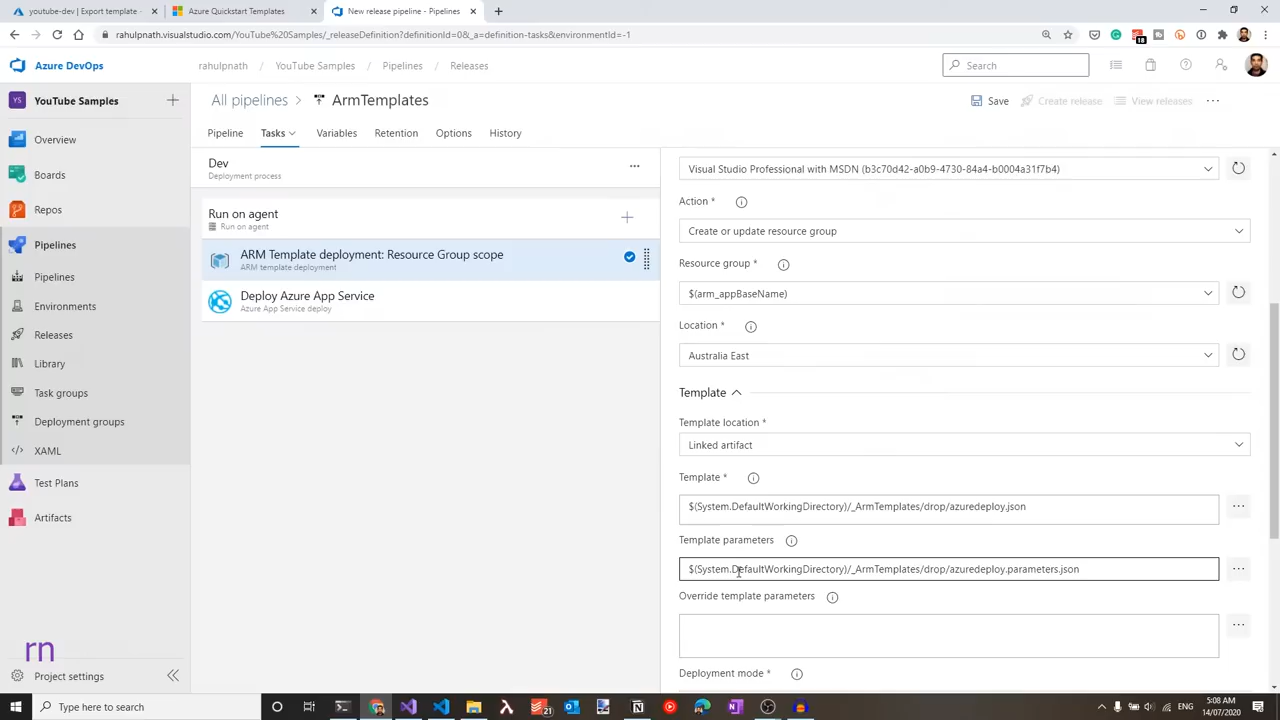 youtube-dev | Export template -
Azure Quickstart Templates
New release pipeline - Pipelines
rahulpnath.visualstudio.com/YouTube%20Samples/_releaseDefinition?definitionId=0&_a=definition-tasks&environmentId=-1
18
Azure DevOps
rahulpnath
YouTube Samples
Pipelines
Releases
Search
YS
YouTube Samples
All pipelines
ArmTemplates
Save
Create release
View releases
Overview
Pipeline
Tasks
Variables
Retention
Options
History
Boards
Dev
Deployment process
Visual Studio Professional with MSDN (b3c70d42-a0b9-4730-84a4-b0004a31f7b4)
Repos
Run on agent
Run on agent
Action *
Create or update resource group
Pipelines
ARM Template deployment: Resource Group scope
ARM template deployment
Resource group *
Pipelines
$(arm_appBaseName)
Environments
Deploy Azure App Service
Azure App Service deploy
Location *
Releases
Australia East
Library
Task groups
Template
Deployment groups
Template location *
Linked artifact
XAML
Test Plans
Template *
$(System.DefaultWorkingDirectory)/_ArmTemplates/drop/azuredeploy.json
Artifacts
Template parameters
$(System.DefaultWorkingDirectory)/_ArmTemplates/drop/azuredeploy.parameters.json
Override template parameters
rn
Project settings
Deployment mode *
Type here to search
21
5:08 AM
14/07/2020